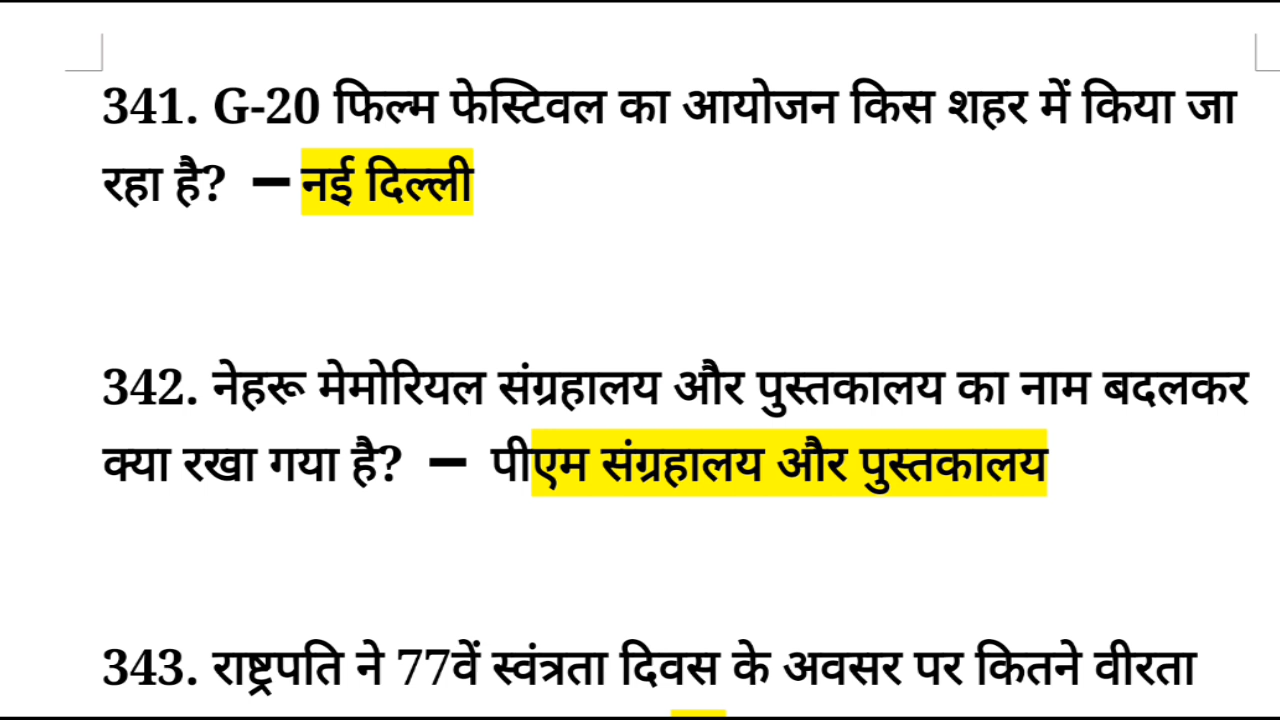 341. G-20 फिल्म फेस्टिवल का आयोजन किस शहर में किया जा
रहा है? – नई दिल्ली
342. नेहरू मेमोरियल संग्रहालय और पुस्तकालय का नाम बदलकर
क्या रखा गया है? – पीएम संग्रहालय और पुस्तकालय
343. राष्ट्रपति ने 77वें स्वंत्रता दिवस के अवसर पर कितने वीरता